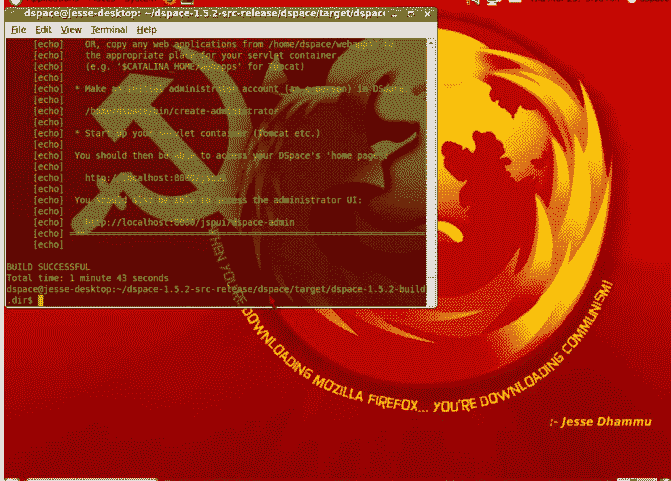 dspace@jesse-desktop: ~/dspace-1.5.2-src-release/dspace/target/dspace
File Edit View Terminal Help
[echo] OR, copy any web applications from /home/dspace/webapps to
[echo] the appropriate place for your servlet container
[echo] (e.g. '$CATALINA_HOME/webapps' for Tomcat)
[echo]
[echo] * Make an initial administrator account (an e-person) in DSpace:
[echo]
[echo] /home/dspace/bin/create-administrator
[echo]
[echo] * Start up your servlet container (Tomcat etc.)
[echo]
[echo] You should then be able to access your DSpace's 'home page':
[echo]
[echo] http://localhost:8080/
[echo]
[echo] You should also be able to access the administrator UI:
[echo]
[echo] http://localhost:8080/jspui/dspace-admin
[echo] ====================================================================
[echo]
BUILD SUCCESSFUL
Total time: 1 minute 43 seconds
dspace@jesse-desktop:~/dspace-1.5.2-src-release/dspace/target/dspace-1.5.2-build
.dir$
WHEN YOU'RE DOWNLOADING MOZILLA FIREFOX... YOU'RE DOWNLOADING COMMUNISM!
:- Jesse Dhammu